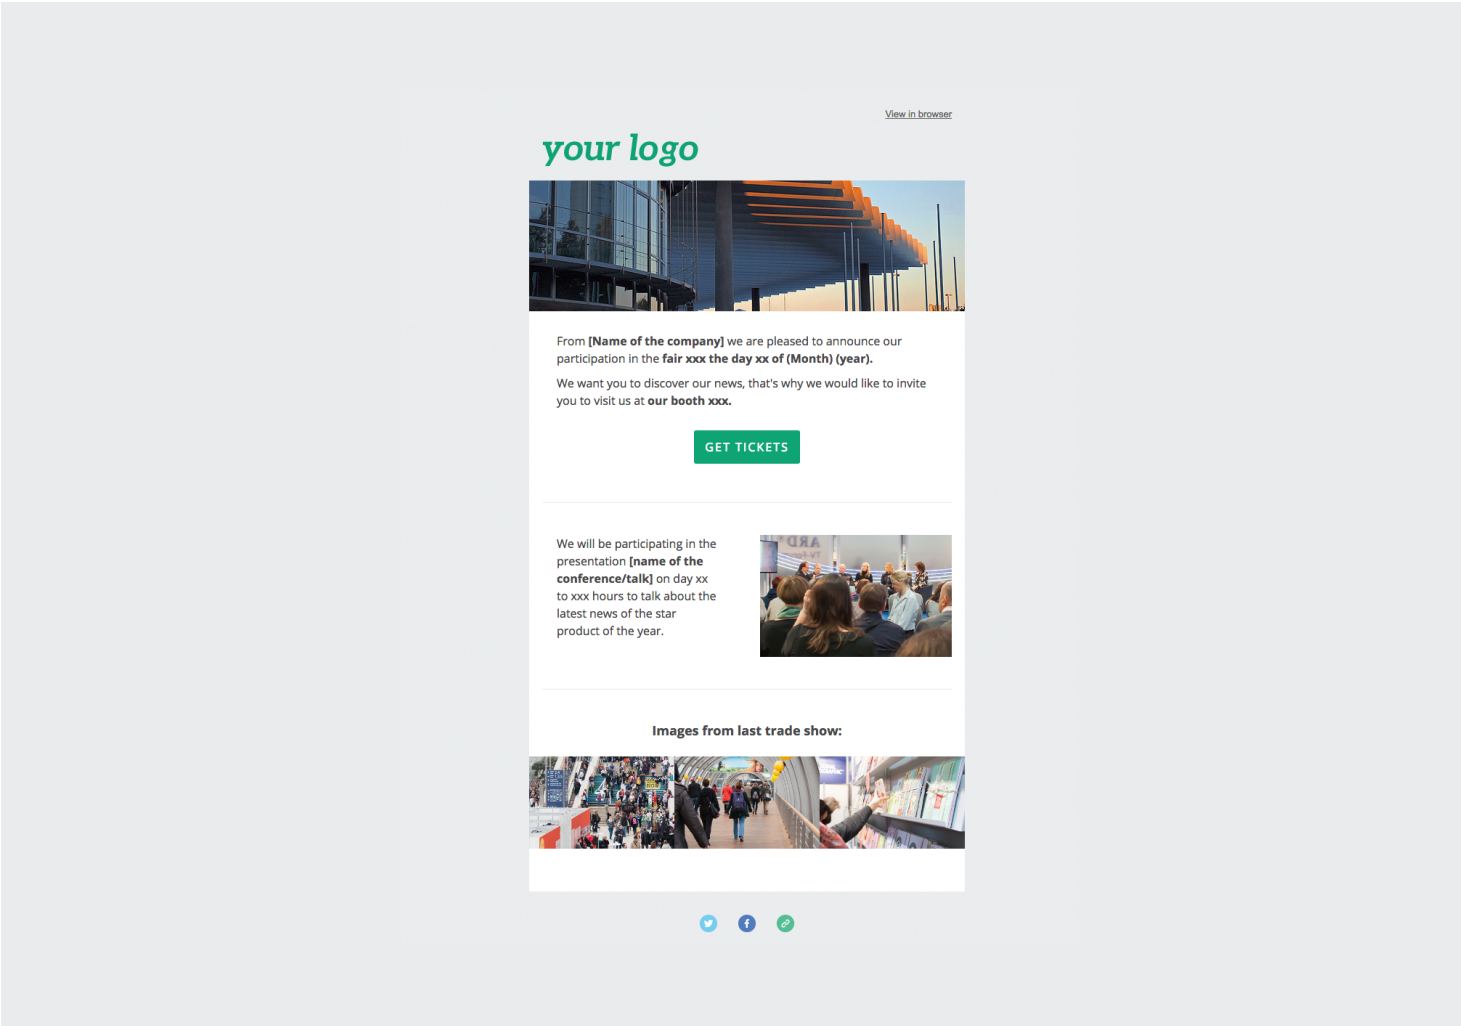 View in browser
your logo
From [Name of the company] we are pleased to announce our
participation in the fair xxx the day xx of (Month) (year).
We want you to discover our news, that's why we would like to invite
you to visit us at our booth xxx.
GET TICKETS
We will be participating in the
presentation [name of the
conference/talk] on day xx
to xxx hours to talk about the
latest news of the star
product of the year.
Images from last trade show: